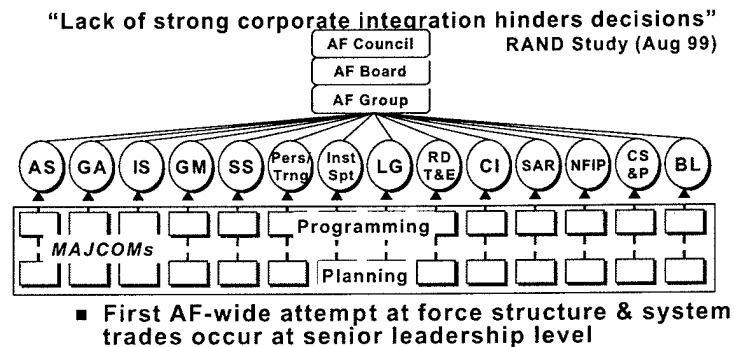 “Lack of strong corporate integration hinders decisions”
AF Council
RAND Study (Aug 99)
AF Board
AF Group
AS
GA
IS
GM
SS
Pers/
Trng
Inst
Spt
LG
RD
T&E
CI
SAR
NFIP
CS
&P
BL
Programming
MAJCOMs
Planning
■ First AF-wide attempt at force structure & system
trades occur at senior leadership level